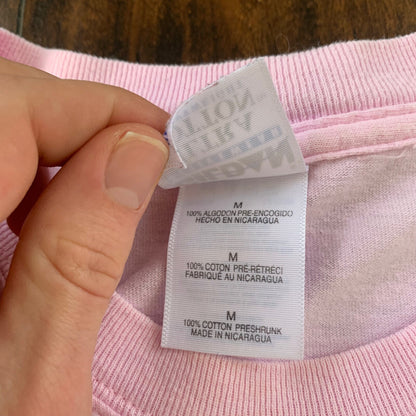 M
100% ALGODON PRE-ENCOGIDO
HECHO EN NICARAGUA
M
100% COTON PRÉ-RÉTRÉCI
FABRIQUÉ AU NICARAGUA
M
100% COTTON PRESHRUNK
MADE IN NICARAGUA